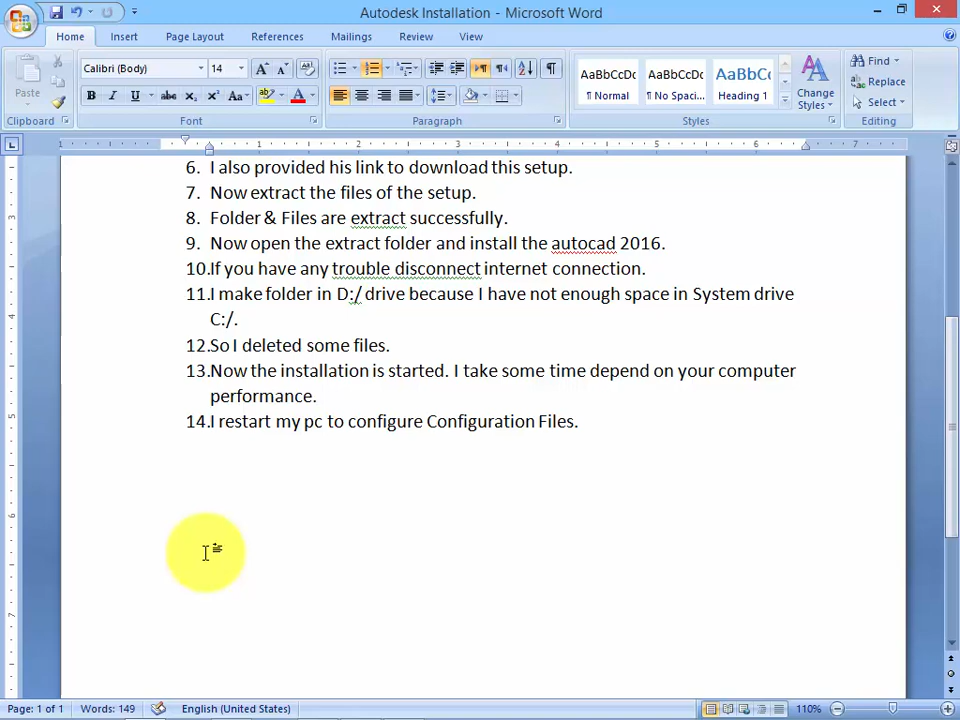 Autodesk Installation - Microsoft Word
Home Insert Page Layout References Mailings Review View
Paste
Clipboard
Calibri (Body) 14
B I U abc X₂ X² Aa
Font
Paragraph
AaBbCcDc AaBbCcDc AaBbCc
¶ Normal ¶ No Spaci... Heading 1
Change Styles
Styles
Find
Replace
Select
Editing
6. I also provided his link to download this setup.
7. Now extract the files of the setup.
8. Folder & Files are extract successfully.
9. Now open the extract folder and install the autocad 2016.
10.If you have any trouble disconnect internet connection.
11.I make folder in D:/ drive because I have not enough space in System drive
C:/.
12.So I deleted some files.
13.Now the installation is started. I take some time depend on your computer
performance.
14.I restart my pc to configure Configuration Files.
Page: 1 of 1 Words: 149 English (United States) 110%